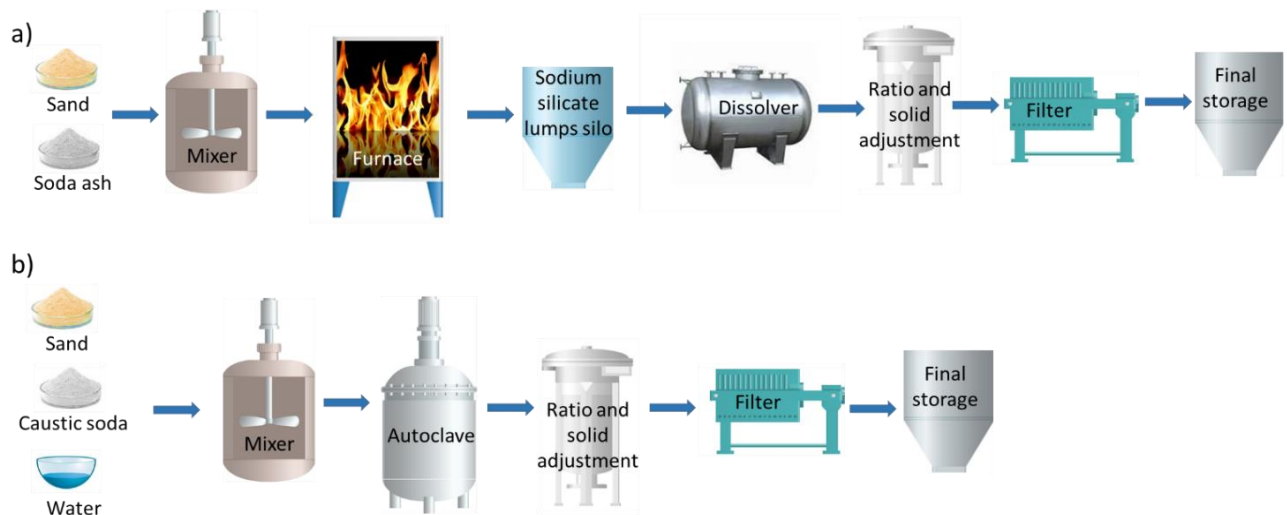 a)
Sand
Soda ash
Mixer
Furnace
Sodium
silicate
lumps silo
Dissolver
Ratio and
solid
adjustment
Filter
Final
storage
b)
Sand
Caustic soda
Water
Mixer
Autoclave
Ratio and
solid
adjustment
Filter
Final
storage